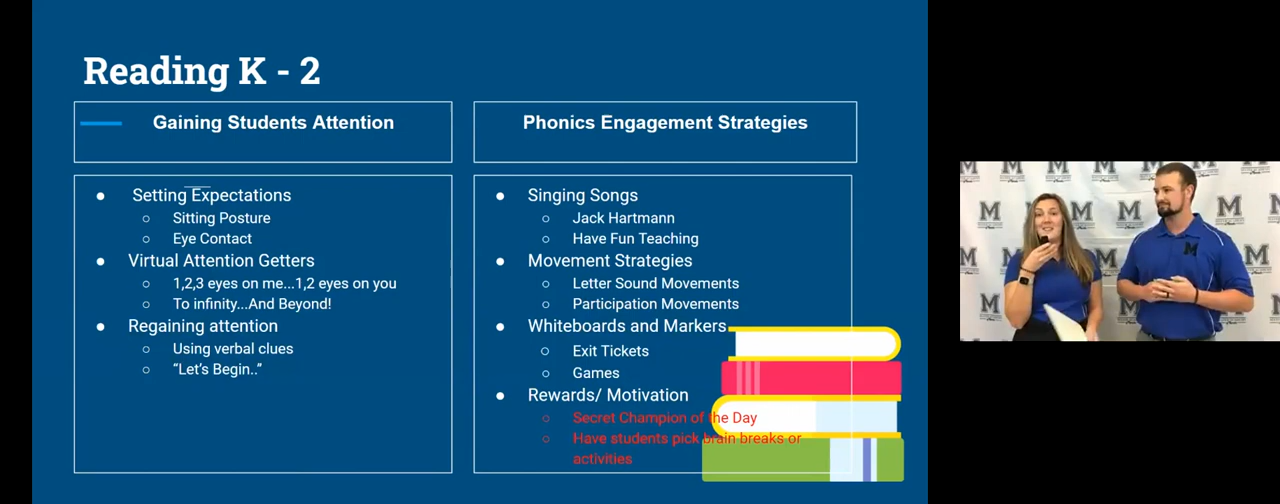 Reading K - 2
Gaining Students Attention
Setting Expectations
Sitting Posture
Eye Contact
Virtual Attention Getters
1,2,3 eyes on me...1,2 eyes on you
To infinity...And Beyond!
Regaining attention
Using verbal clues
“Let’s Begin..”
Phonics Engagement Strategies
Singing Songs
Jack Hartmann
Have Fun Teaching
Movement Strategies
Letter Sound Movements
Participation Movements
Whiteboards and Markers
Exit Tickets
Games
Rewards/ Motivation
Secret Champion of the Day
Have students pick brain breaks or
activities
M